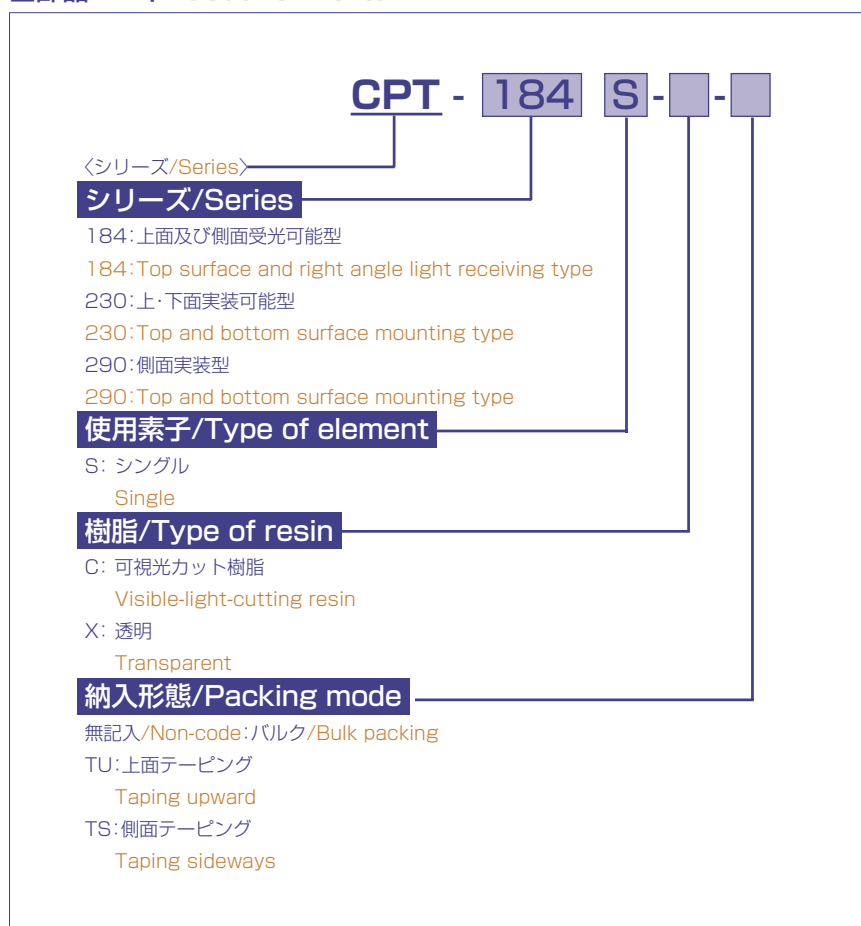 CPT - 184 S - -
〈シリーズ/Series〉
シリーズ/Series
184:上面及び側面受光可能型
184:Top surface and right angle light receiving type
230:上・下面実装可能型
230:Top and bottom surface mounting type
290:側面実装型
290:Top and bottom surface mounting type
使用素子/Type of element
S: シングル
Single
樹脂/Type of resin
C: 可視光カット樹脂
Visible-light-cutting resin
X: 透明
Transparent
納入形態/Packing mode
無記入/Non-code:バルク/Bulk packing
TU:上面テーピング
Taping upward
TS:側面テーピング
Taping sideways